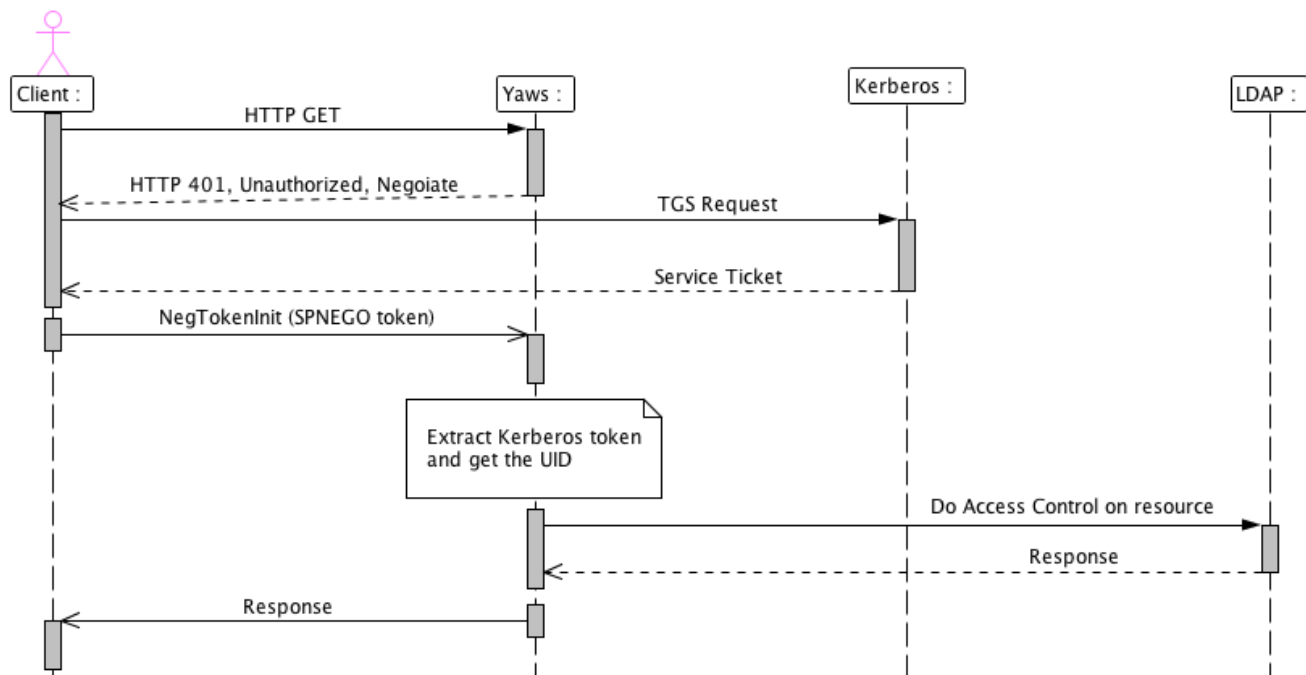 Client :
Yaws :
Kerberos :
LDAP :
HTTP GET
HTTP 401, Unauthorized, Negoiate
TGS Request
Service Ticket
NegTokenInit (SPNEGO token)
Extract Kerberos token
and get the UID
Do Access Control on resource
Response
Response